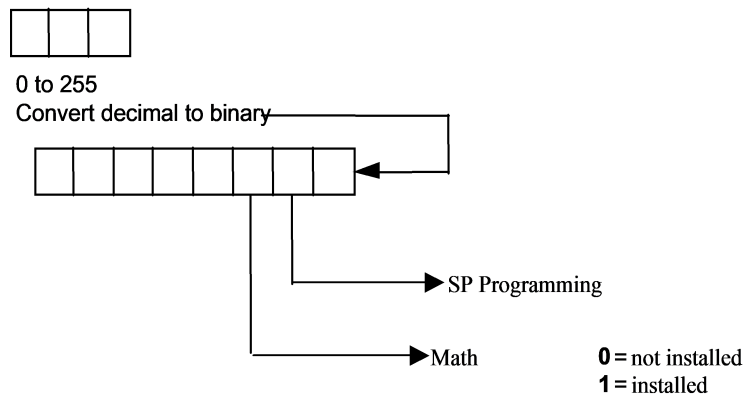 0 to 255
Convert decimal to binary
SP Programming
Math
0 = not installed
1 = installed